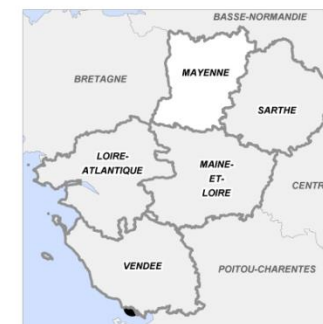 BASSE-NORMANDIE
BRETAGNE
MAYENNE
SARTHE
LOIRE-
ATLANTIQUE
MAINE-
ET-
LOIRE
CENTR
VENDEE
POITOU-CHARENTES